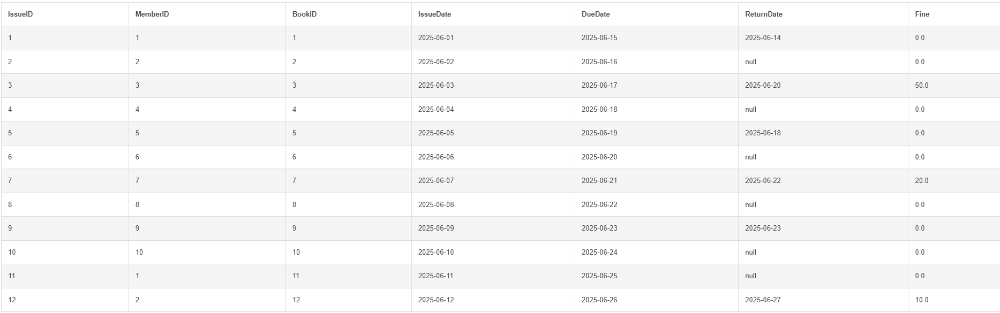 IssueID MemberID BookID IssueDate DueDate ReturnDate Fine
1 1 1 2025-06-01 2025-06-15 2025-06-14 0.0
2 2 2 2025-06-02 2025-06-16 null 0.0
3 3 3 2025-06-03 2025-06-17 2025-06-20 50.0
4 4 4 2025-06-04 2025-06-18 null 0.0
5 5 5 2025-06-05 2025-06-19 2025-06-18 0.0
6 6 6 2025-06-06 2025-06-20 null 0.0
7 7 7 2025-06-07 2025-06-21 2025-06-22 20.0
8 8 8 2025-06-08 2025-06-22 null 0.0
9 9 9 2025-06-09 2025-06-23 2025-06-23 0.0
10 10 10 2025-06-10 2025-06-24 null 0.0
11 1 11 2025-06-11 2025-06-25 null 0.0
12 2 12 2025-06-12 2025-06-26 2025-06-27 10.0